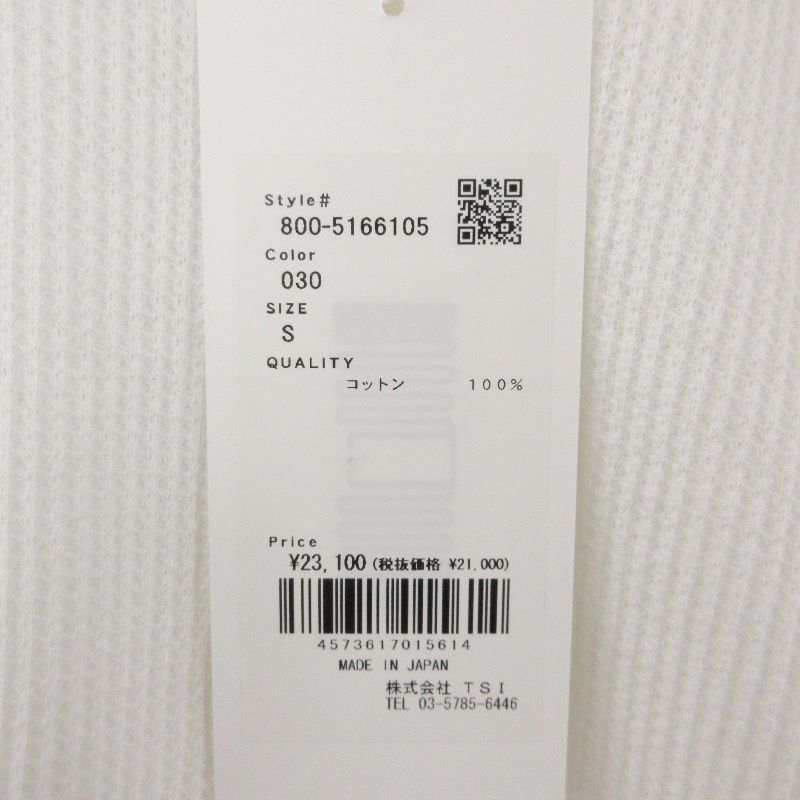 Style#
800-5166105
Color
030
SIZE
S
QUALITY
コットン 100%
Price
¥23,100 (税抜価格 ¥21,000)
4573617015614
MADE IN JAPAN
株式会社 TSI
TEL 03-5785-6446